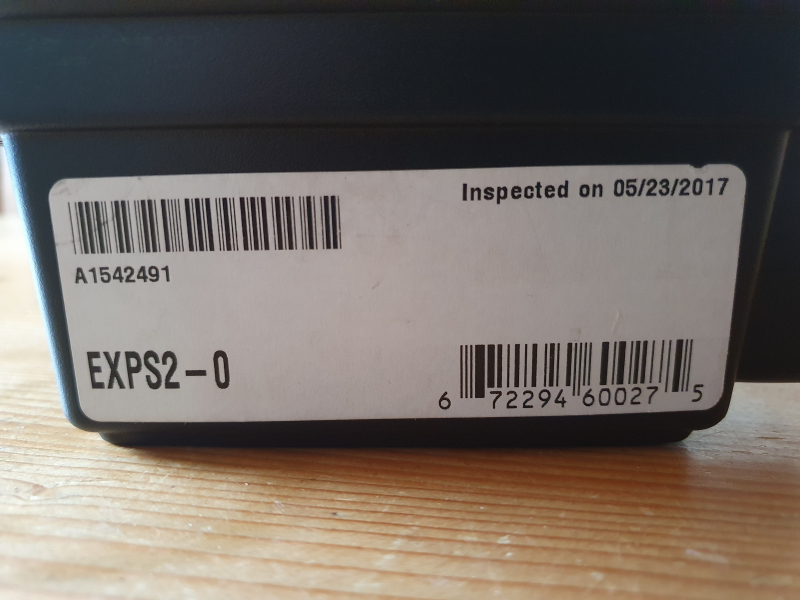 Inspected on 05/23/2017
A1542491
EXPS2-0
6 72294 60027 5